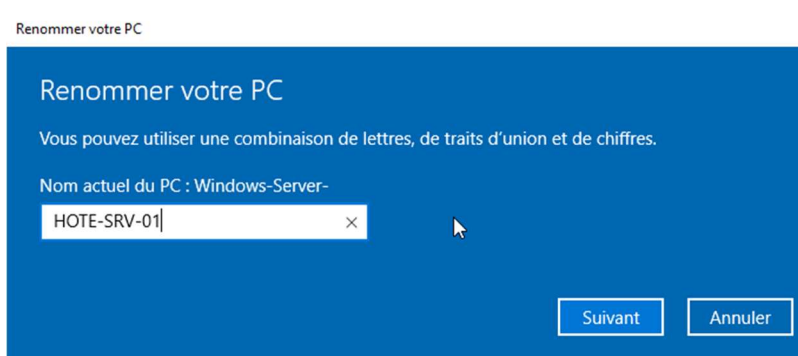 Renommer votre PC
Renommer votre PC
Vous pouvez utiliser une combinaison de lettres, de traits d’union et de chiffres.
Nom actuel du PC : Windows-Server-
HOTE-SRV-01
Suivant
Annuler